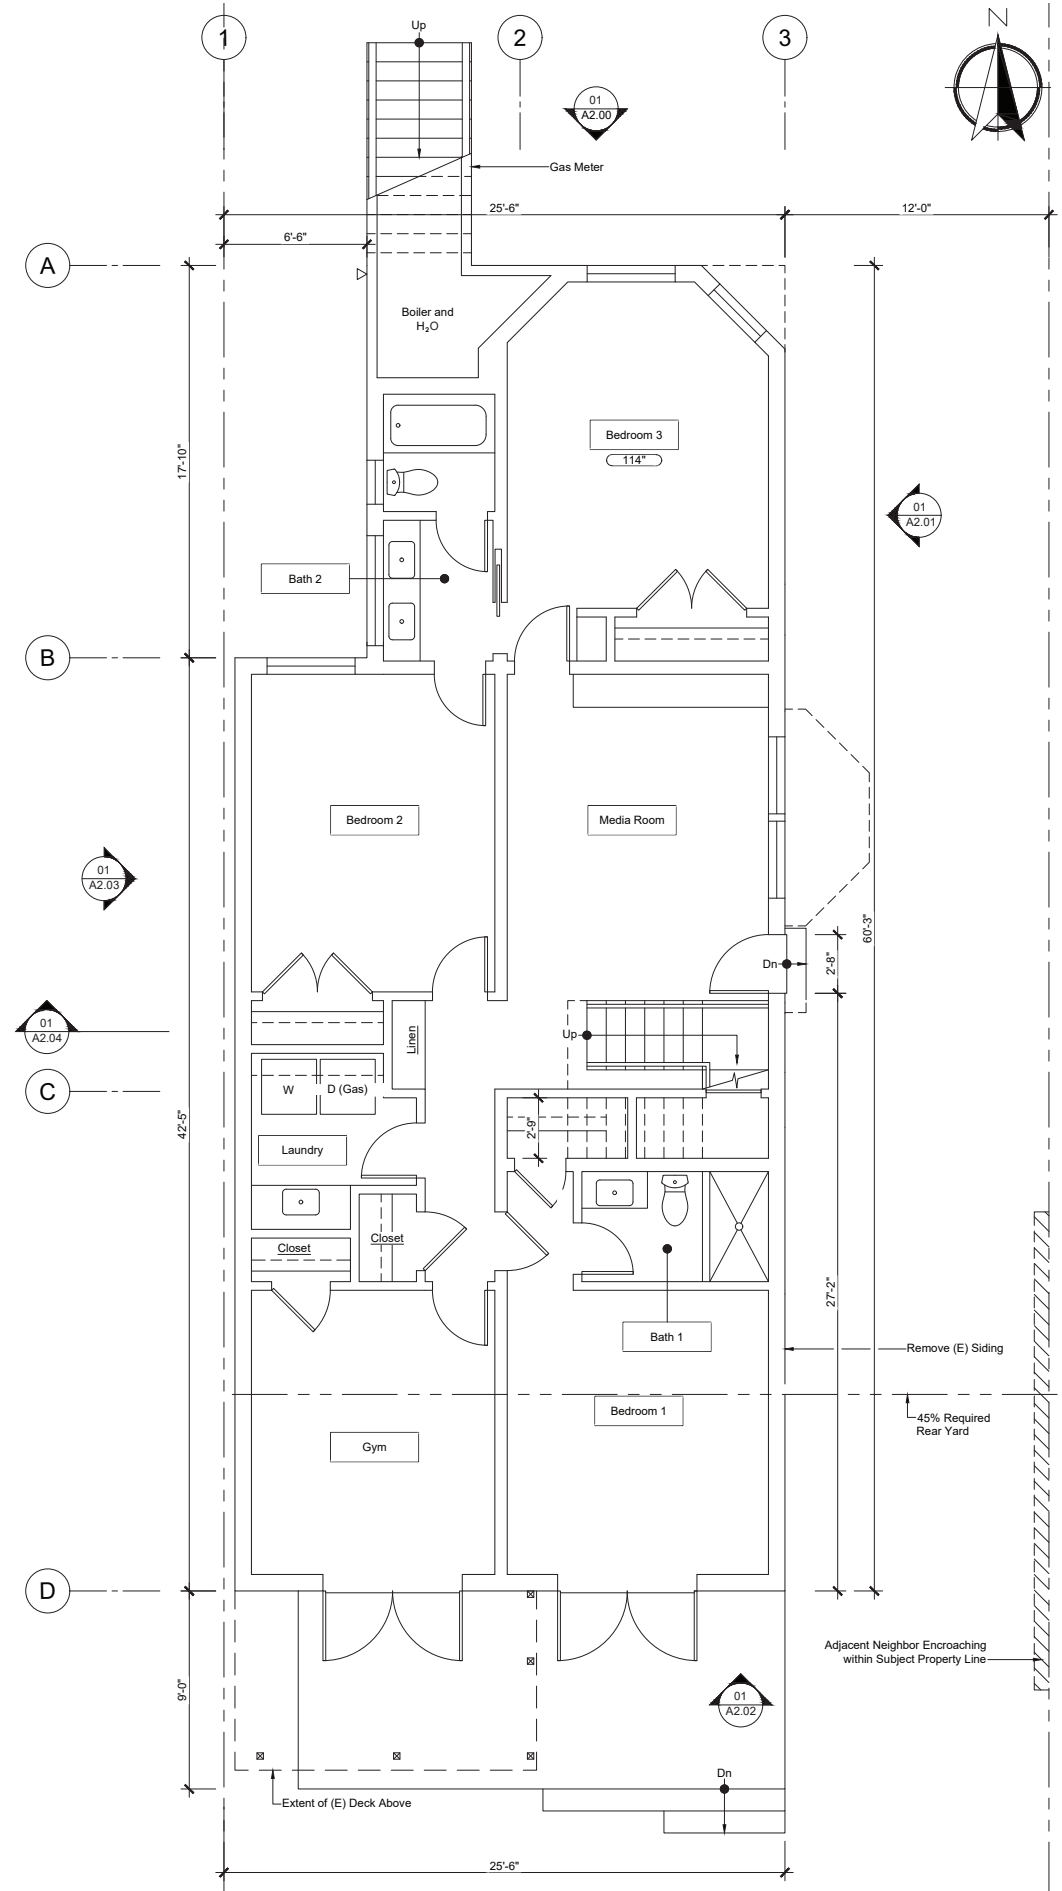 Up
1
2
3
N
01
A2.00
Gas Meter
25'-6"
12'-0"
6'-6"
A
Boiler and
H₂O
Bedroom 3
114"
17'-10"
01
A2.01
Bath 2
B
Bedroom 2
Media Room
01
A2.03
60'-3"
Dn
2'-8"
01
A2.04
Linen
Up
C
W
D (Gas)
42'-5"
2'-9"
Laundry
Closet
Closet
27'-2"
Bath 1
Remove (E) Siding
Bedroom 1
45% Required
Rear Yard
Gym
D
Adjacent Neighbor Encroaching
within Subject Property Line
9'-0"
01
A2.02
Dn
Extent of (E) Deck Above
25'-6"